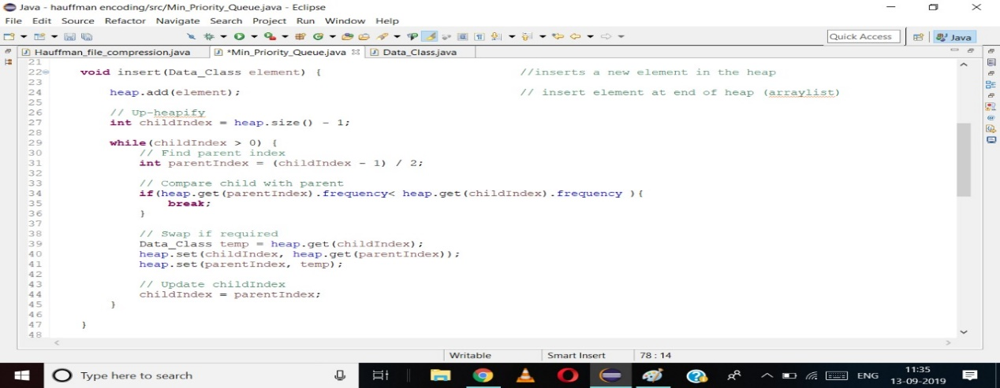 Java - hauffman encoding/src/Min_Priority_Queue.java - Eclipse
File Edit Source Refactor Navigate Search Project Run Window Help
Quick Access
Java
Hauffman_file_compression.java *Min_Priority_Queue.java Data_Class.java
21
22 void insert(Data_Class element) { //inserts a new element in the heap
23
24 heap.add(element); // insert element at end of heap (arraylist)
25
26 // Up-heapify
27 int childIndex = heap.size() - 1;
28
29 while(childIndex > 0) {
30 // Find parent index
31 int parentIndex = (childIndex - 1) / 2;
32
33 // Compare child with parent
34 if(heap.get(parentIndex).frequency< heap.get(childIndex).frequency ){
35 break;
36 }
37
38 // Swap if required
39 Data_Class temp = heap.get(childIndex);
40 heap.set(childIndex, heap.get(parentIndex));
41 heap.set(parentIndex, temp);
42
43 // Update childIndex
44 childIndex = parentIndex;
45 }
46
47 }
48
Writable Smart Insert 78 : 14
Type here to search
ENG
11:35
13-09-2019